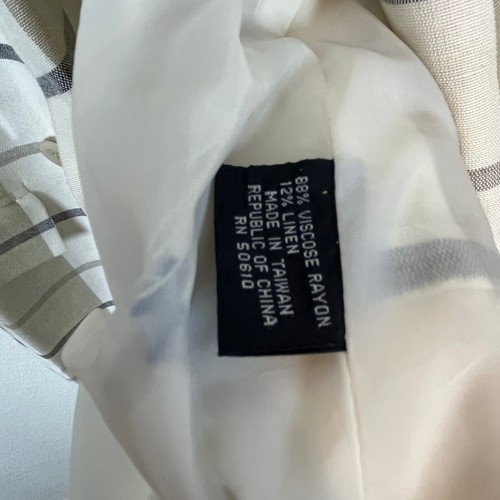 88% VISCOSE RAYON
12% LINEN
MADE IN TAIWAN
REPUBLIC OF CHINA
RN 50610